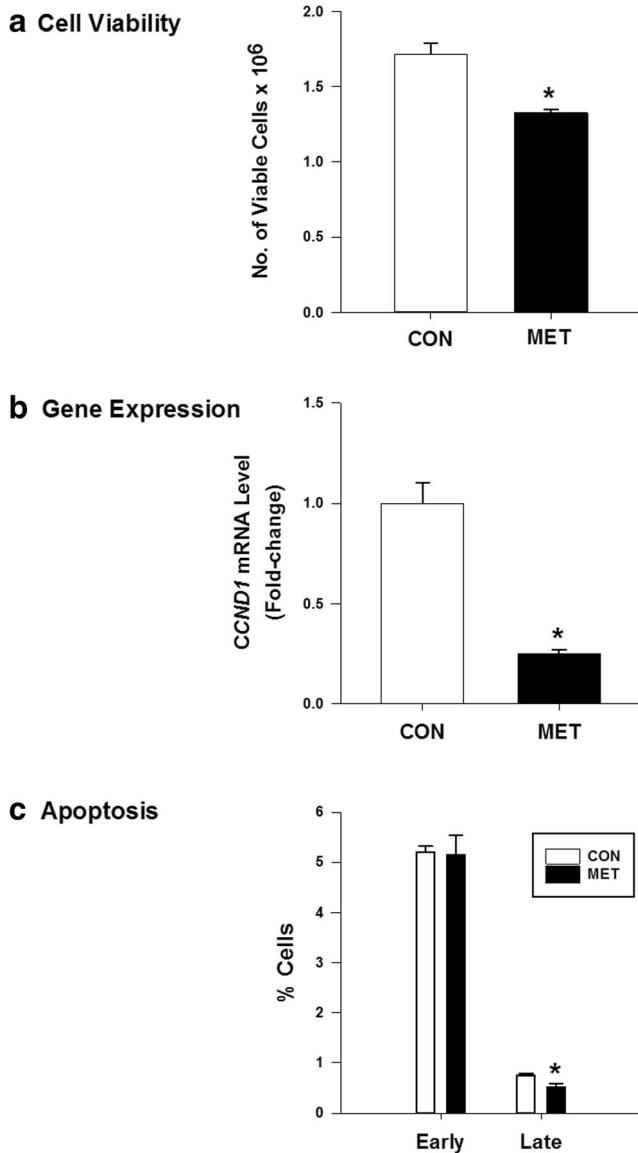 a Cell Viability
No. of Viable Cells x 10⁶
2.0
1.5
1.0
0.5
0.0
*
CON MET
b Gene Expression
CCND1 mRNA Level
(Fold-change)
1.5
1.0
0.5
0.0
*
CON MET
c Apoptosis
% Cells
6
5
4
3
2
1
0
CON
MET
*
Early Late